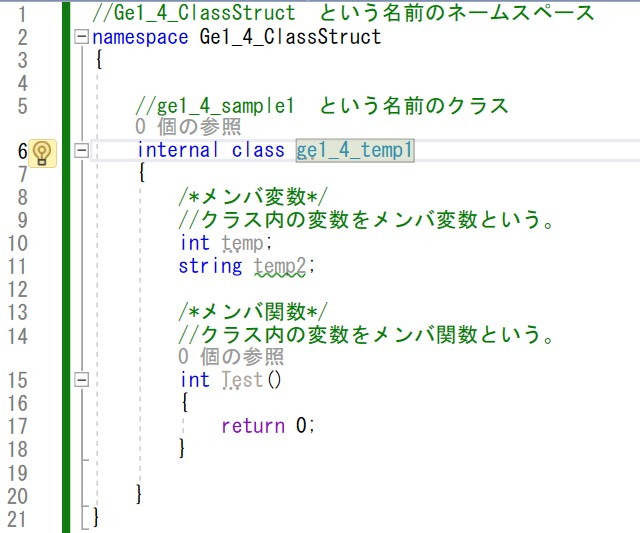 1 //Ge1_4_ClassStruct という名前のネームスペース
2 namespace Ge1_4_ClassStruct
3 {
4
5 //ge1_4_sample1 という名前のクラス
0 個の参照
6 internal class ge1_4_temp1
7 {
8 /*メンバ変数*/
9 //クラス内の変数をメンバ変数という。
10 int temp;
11 string temp2;
12
13 /*メンバ関数*/
14 //クラス内の変数をメンバ関数という。
0 個の参照
15 int Test()
16 {
17 return 0;
18 }
19
20 }
21 }